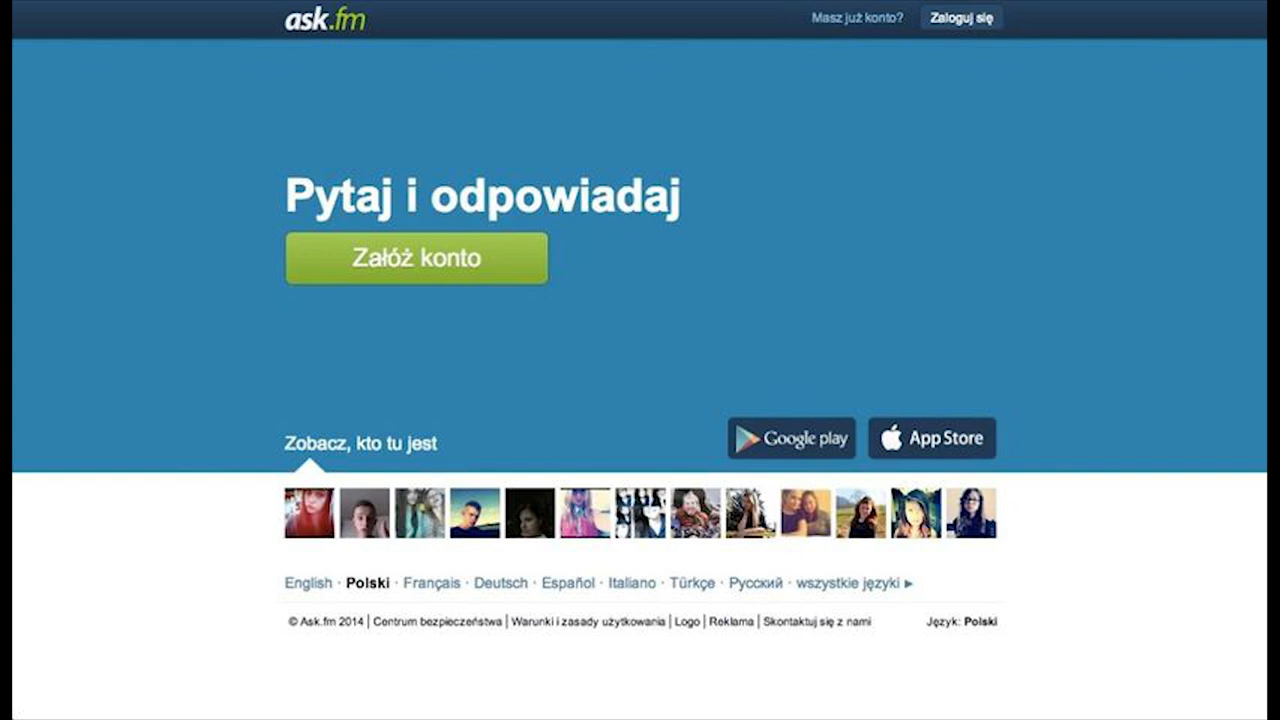 ask.fm
Masz już konto? Zaloguj się
Pytaj i odpowiadaj
Załóż konto
Zobacz, kto tu jest
Google play
App Store
English · Polski · Français · Deutsch · Español · Italiano · Türkçe · Русский · wszystkie języki ►
© Ask.fm 2014 | Centrum bezpieczeństwa | Warunki i zasady użytkowania | Logo | Reklama | Skontaktuj się z nami
Język: Polski